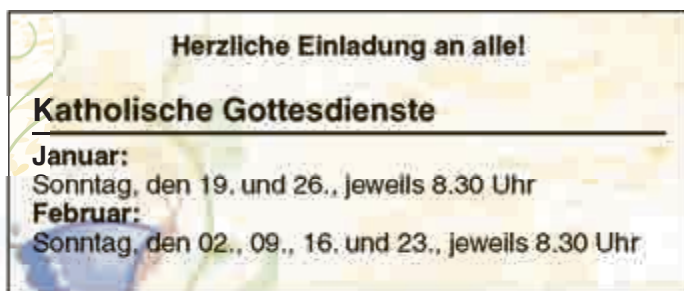 Herzliche Einladung an alle!
Katholische Gottesdienste
Januar:
Sonntag, den 19. und 26., jeweils 8.30 Uhr
Februar:
Sonntag, den 02., 09., 16. und 23., jeweils 8.30 Uhr